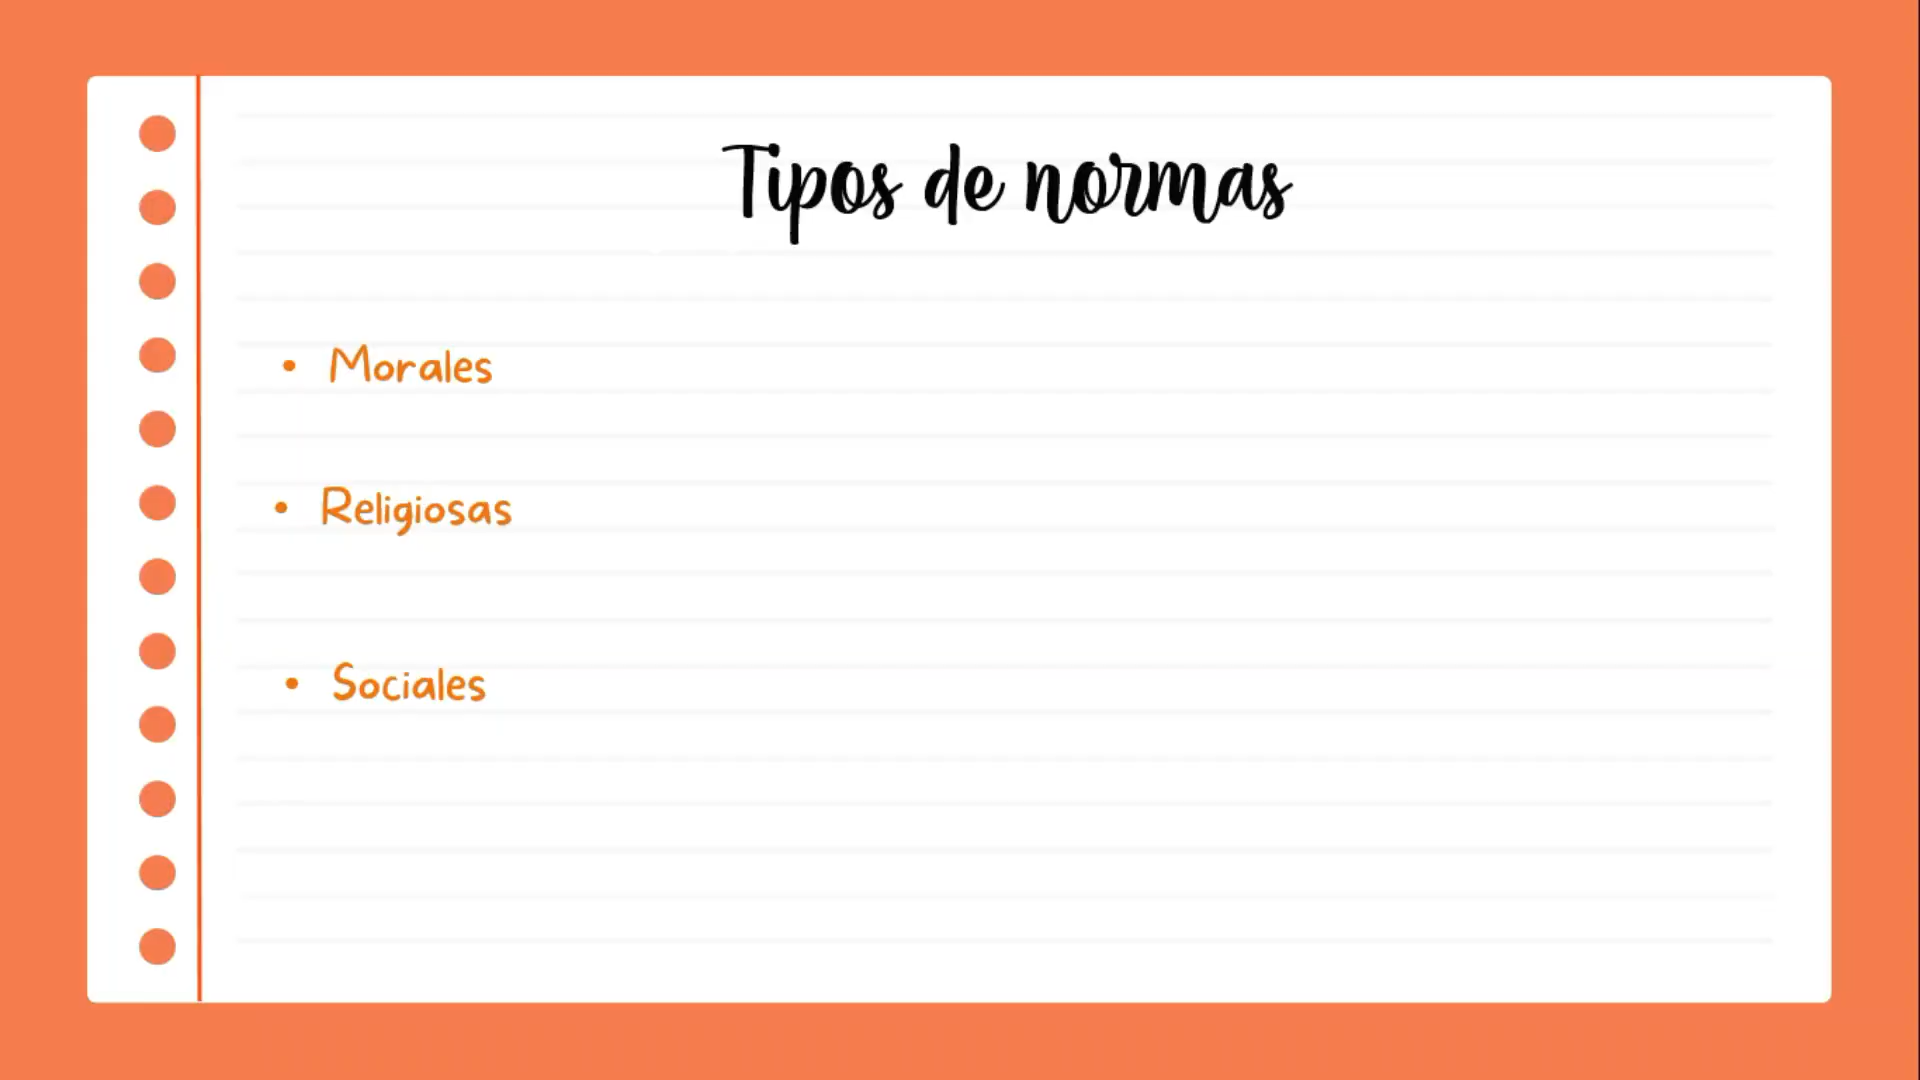 Tipos de normas
• Morales
• Religiosas
• Sociales